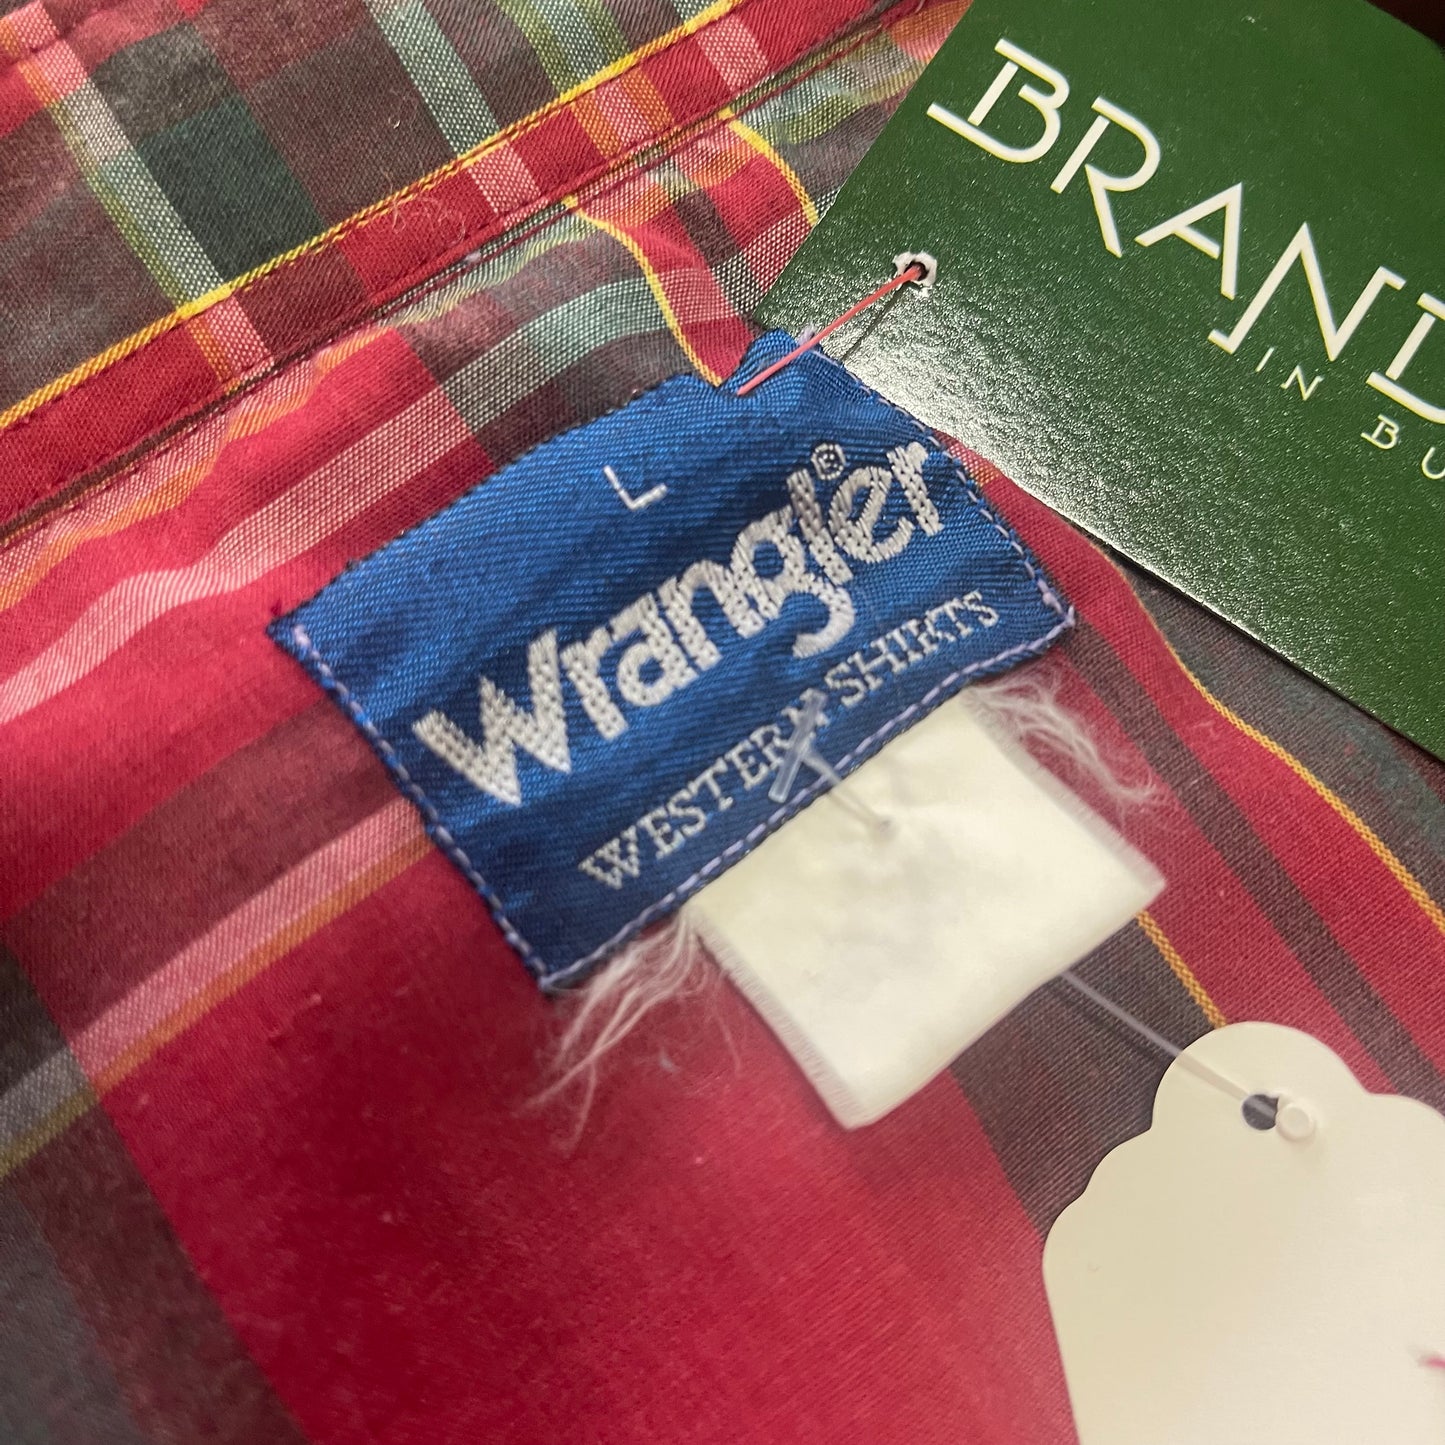 L
Wrangler®
WESTERN SHIRTS
BRAND
IN BU